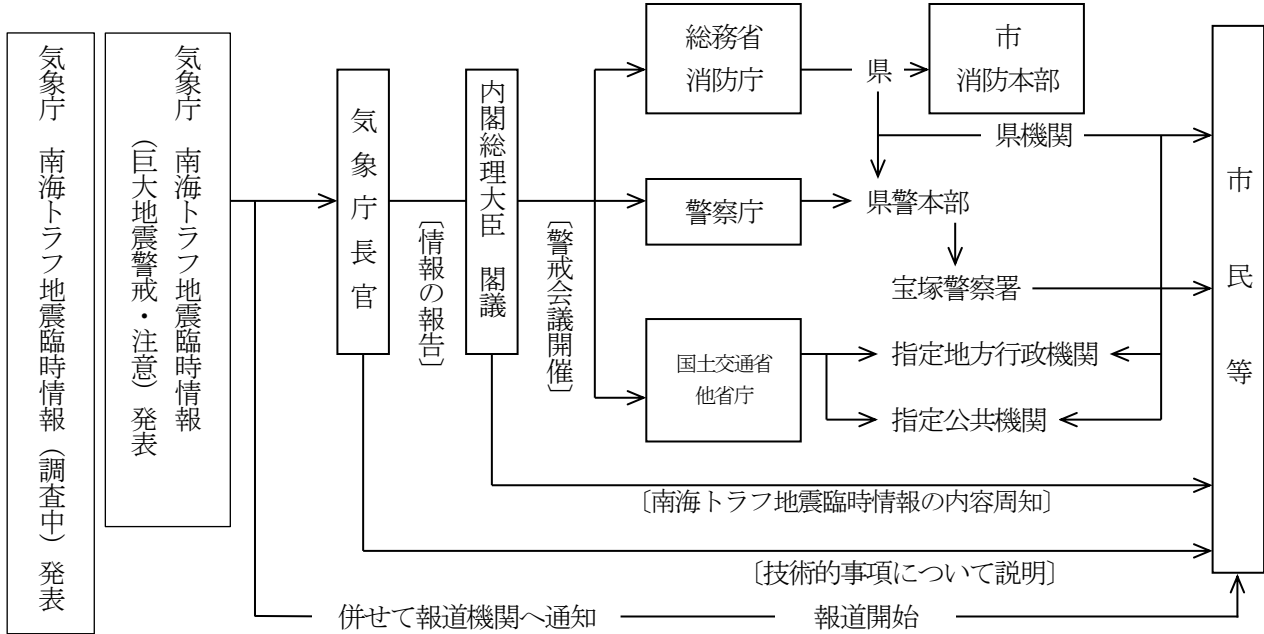 気象庁　南海トラフ地震臨時情報（調査中）発表
気象庁　南海トラフ地震臨時情報
（巨大地震警戒・注意）発表
気象庁長官
〔情報の報告〕
内閣総理大臣　閣議
〔警戒会議開催〕
総務省
消防庁
県
市
消防本部
県機関
警察庁
県警本部
宝塚警察署
国土交通省
他省庁
指定地方行政機関
指定公共機関
市民等
〔南海トラフ地震臨時情報の内容周知〕
〔技術的事項について説明〕
併せて報道機関へ通知
報道開始